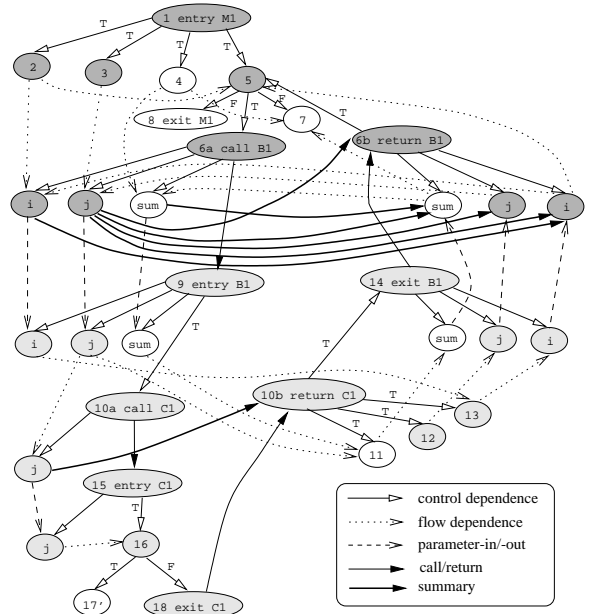 1 entry M1
T
T
T
T
2
3
4
5
F
T
F
T
8 exit M1
7
6a call B1
6b return B1
i
j
sum
sum
j
i
9 entry B1
14 exit B1
T
i
j
sum
T
sum
j
i
10a call C1
10b return C1
T
T
T
13
12
11
j
15 entry C1
T
j
16
T
F
17'
18 exit C1
control dependence
flow dependence
parameter-in/-out
call/return
summary